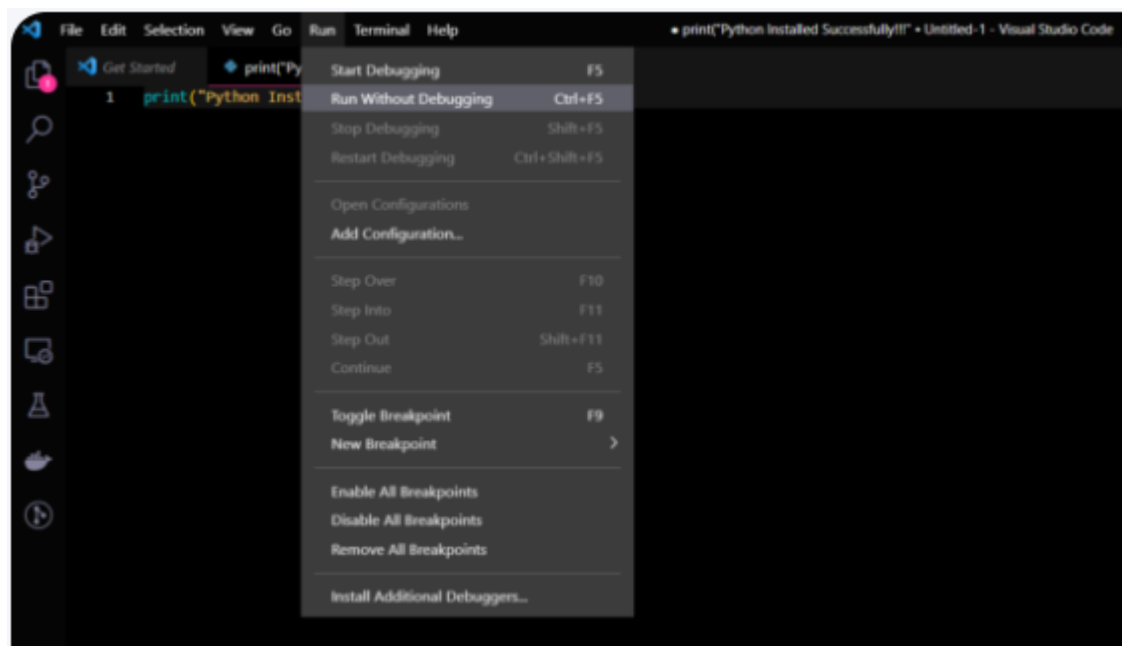 File Edit Selection View Go Run Terminal Help
● print("Python Installed Successfully!!!" • Untitled-1 - Visual Studio Code
1
Get Started
print("Py
1 print("Python Inst
Start Debugging F5
Run Without Debugging Ctrl+F5
Stop Debugging Shift+F5
Restart Debugging Ctrl+Shift+F5
Open Configurations
Add Configuration...
Step Over F10
Step Into F11
Step Out Shift+F11
Continue F5
Toggle Breakpoint F9
New Breakpoint
Enable All Breakpoints
Disable All Breakpoints
Remove All Breakpoints
Install Additional Debuggers...